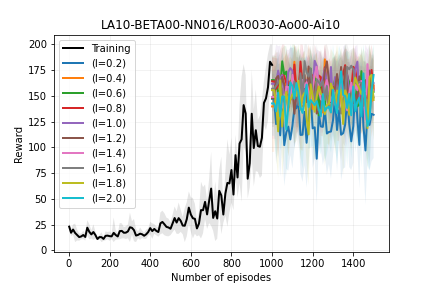 LA10-BETA00-NN016/LR0030-Ao00-Ai10
Reward
200
175
150
125
100
75
50
25
0
Training
(l=0.2)
(l=0.4)
(l=0.6)
(l=0.8)
(l=1.0)
(l=1.2)
(l=1.4)
(l=1.6)
(l=1.8)
(l=2.0)
0 200 400 600 800 1000 1200 1400
Number of episodes